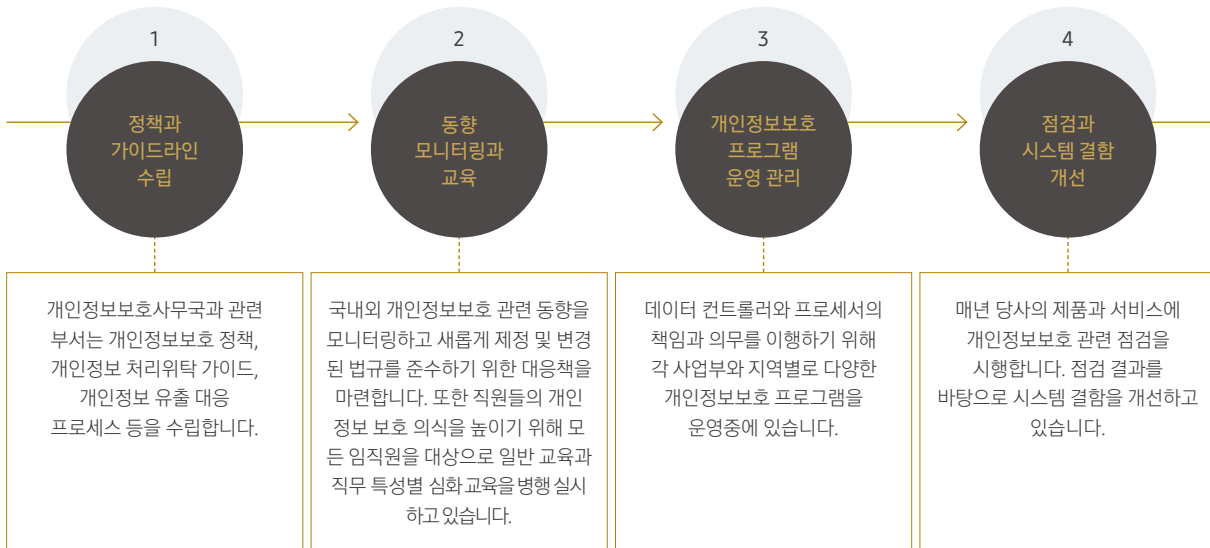 1
정책과
가이드라인
수립
개인정보보호사무국과 관련
부서는 개인정보보호 정책,
개인정보 처리위탁 가이드,
개인정보 유출 대응
프로세스 등을 수립합니다.
2
동향
모니터링과
교육
국내외 개인정보보호 관련 동향을
모니터링하고 새롭게 제정 및 변경
된 법규를 준수하기 위한 대응책을
마련합니다. 또한 직원들의 개인
정보 보호 의식을 높이기 위해 모
든 임직원을 대상으로 일반 교육과
직무 특성별 심화 교육을 병행 실시
하고 있습니다.
3
개인정보보호
프로그램
운영 관리
데이터 컨트롤러와 프로세서의
책임과 의무를 이행하기 위해
각 사업부와 지역별로 다양한
개인정보보호 프로그램을
운영중에 있습니다.
4
점검과
시스템 결함
개선
매년 당사의 제품과 서비스에
개인정보보호 관련 점검을
시행합니다. 점검 결과를
바탕으로 시스템 결함을 개선하고
있습니다.